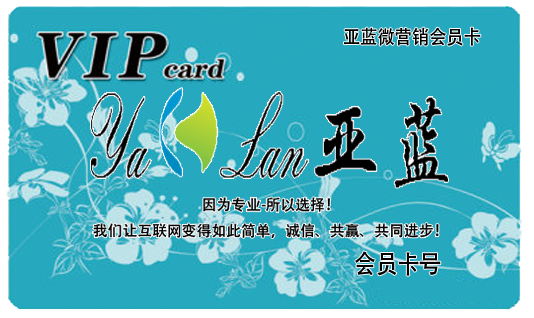 VIP card
亚蓝微营销会员卡
Ya Lan 亚蓝
因为专业-所以选择!
我们让互联网变得如此简单，诚信、共赢、共同进步!
会员卡号